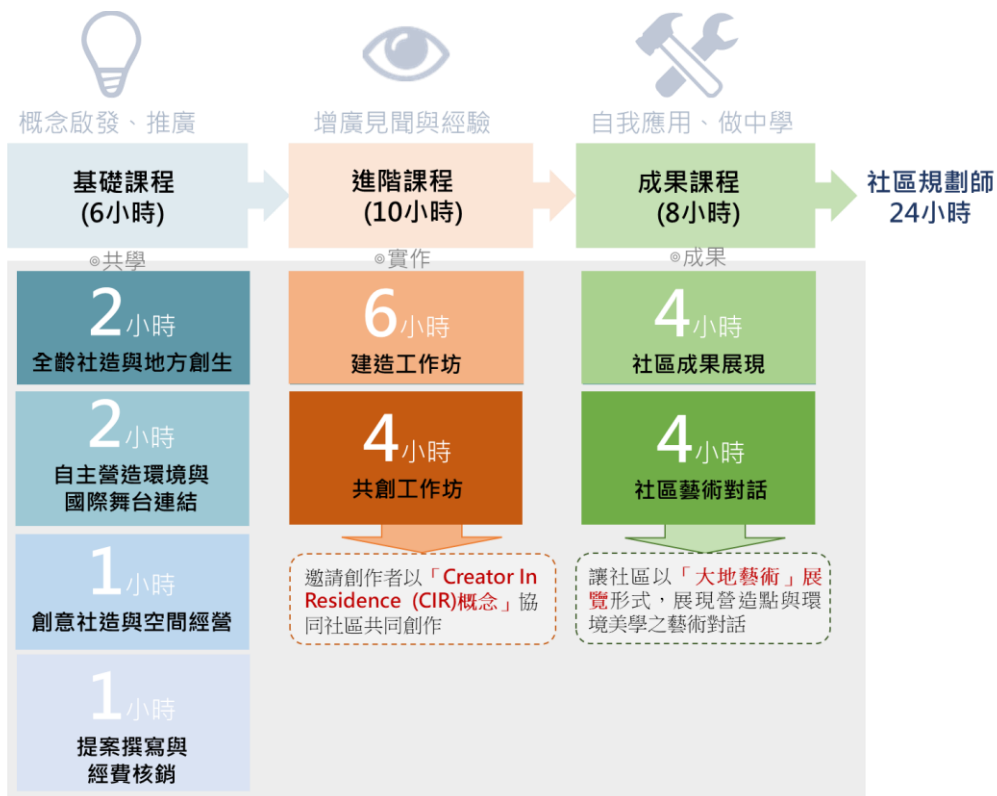 概念啟發、推廣
增廣見聞與經驗
自我應用、做中學
基礎課程
(6小時)
進階課程
(10小時)
成果課程
(8小時)
社區規劃師
24小時
◎共學
◎實作
◎成果
2小時
全齡社造與地方創生
2小時
自主營造環境與
國際舞台連結
1小時
創意社造與空間經營
1小時
提案撰寫與
經費核銷
6小時
建造工作坊
4小時
共創工作坊
邀請創作者以「Creator In
Residence (CIR)概念」協
同社區共同創作
4小時
社區成果展現
4小時
社區藝術對話
讓社區以「大地藝術」展
覽形式，展現營造點與環
境美學之藝術對話